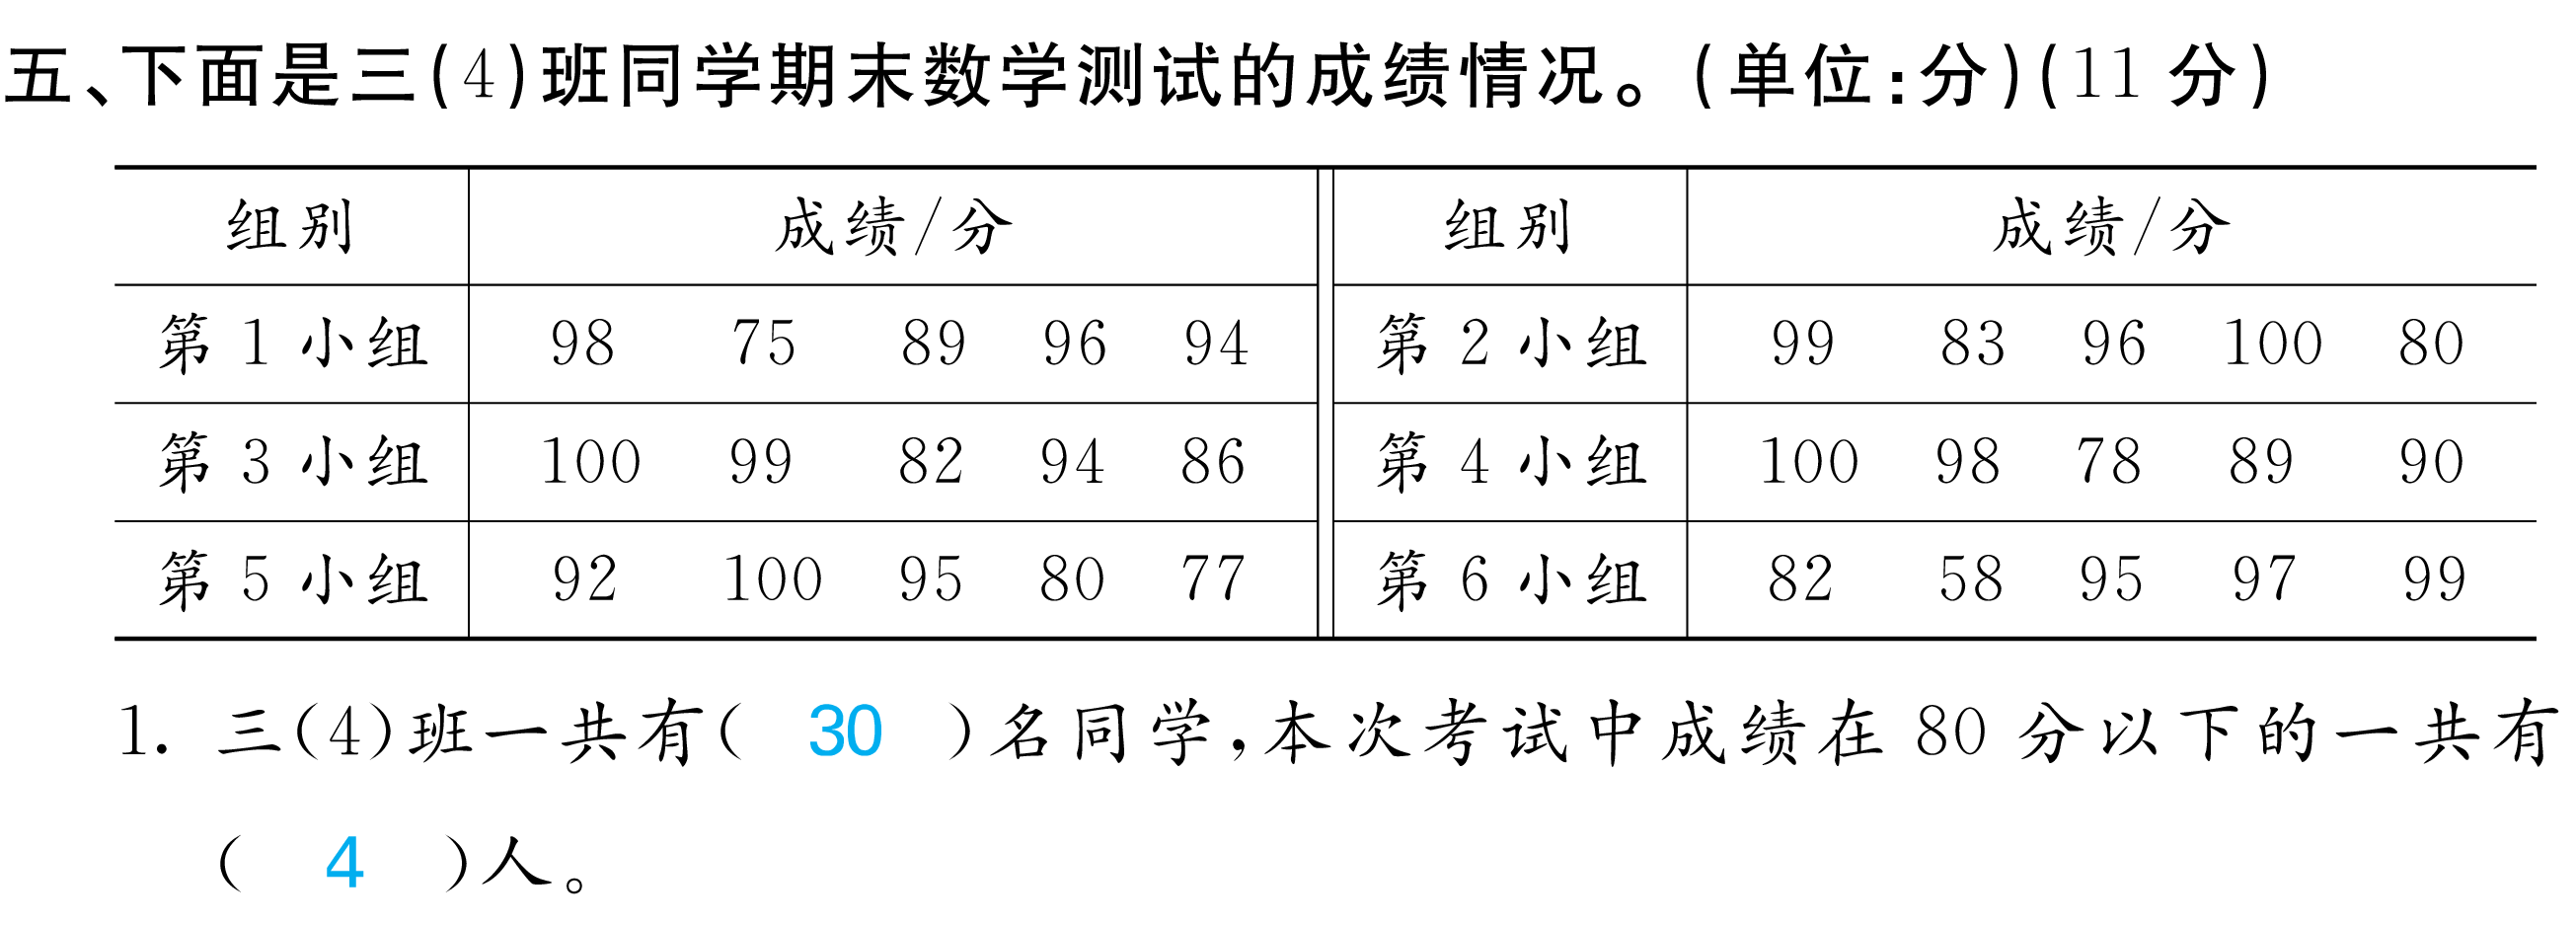 五、下面是三(4)班同学期末数学测试的成绩情况。(单位:分)(11分)
组别 成绩/分 组别 成绩/分
第1小组 98 75 89 96 94 第2小组 99 83 96 100 80
第3小组 100 99 82 94 86 第4小组 100 98 78 89 90
第5小组 92 100 95 80 77 第6小组 82 58 95 97 99
1. 三(4)班一共有( 30 )名同学,本次考试中成绩在80分以下的一共有
( 4 )人。